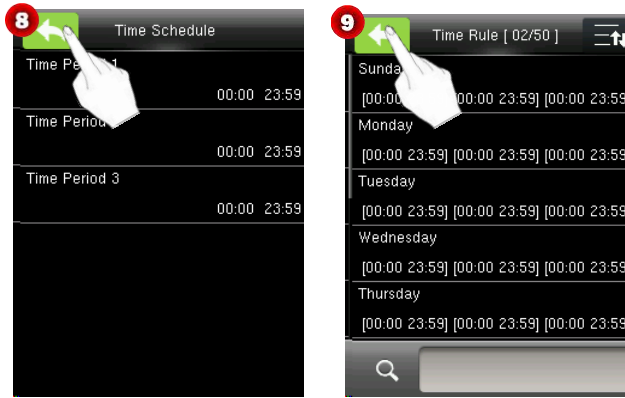 8
Time Schedule
Time Pe 1
00:00 23:59
Time Period
00:00 23:59
Time Period 3
00:00 23:59
9
Time Rule [ 02/50 ]
Sunda
[00:0 00:00 23:59] [00:00 23:59
Monday
[00:00 23:59] [00:00 23:59] [00:00 23:59
Tuesday
[00:00 23:59] [00:00 23:59] [00:00 23:59
Wednesday
[00:00 23:59] [00:00 23:59] [00:00 23:59
Thursday
[00:00 23:59] [00:00 23:59] [00:00 23:59